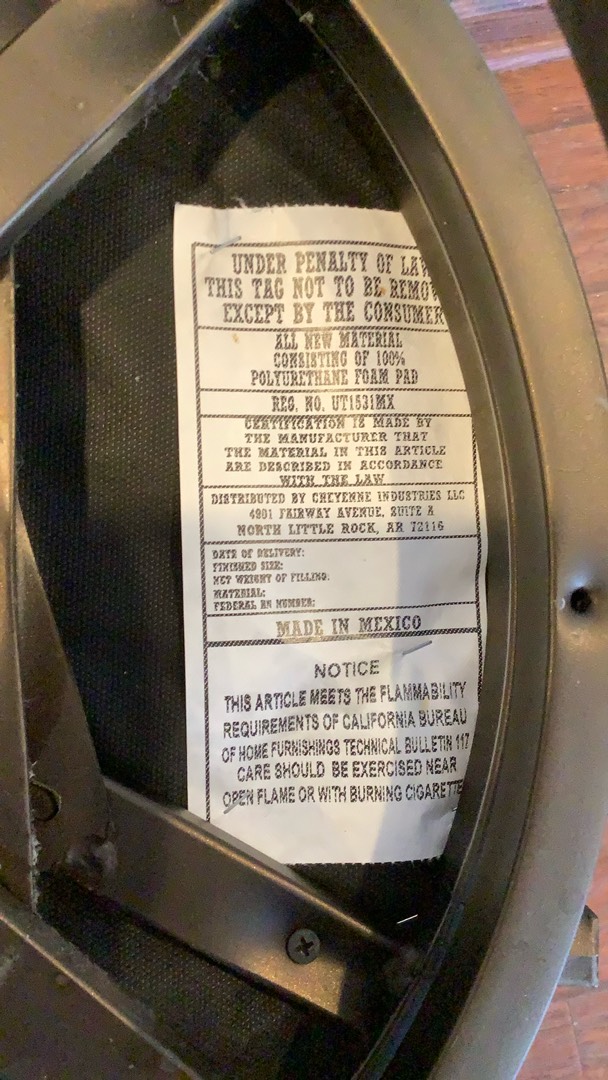 UNDER PENALTY OF LAW
THIS TAG NOT TO BE REMOV
EXCEPT BY THE CONSUMER
ALL NEW MATERIAL
CONSISTING OF 100%
POLYURETHANE FOAM PAD
REG. NO. UT1531MX
CERTIFICATION IS MADE BY
THE MANUFACTURER THAT
THE MATERIAL IN THIS ARTICLE
ARE DESCRIBED IN ACCORDANCE
WITH THE LAW
DISTRIBUTED BY CHEYENNE INDUSTRIES LLC
4901 FAIRWAY AVENUE, SUITE A
NORTH LITTLE ROCK, AR 72116
DATE OF DELIVERY:
FINISHED SIZE:
NET WEIGHT OF FILLING:
MATERIAL:
FEDERAL RN NUMBER:
MADE IN MEXICO
NOTICE
THIS ARTICLE MEETS THE FLAMMABILITY
REQUIREMENTS OF CALIFORNIA BUREAU
OF HOME FURNISHINGS TECHNICAL BULLETIN 117
CARE SHOULD BE EXERCISED NEAR
OPEN FLAME OR WITH BURNING CIGARETTE